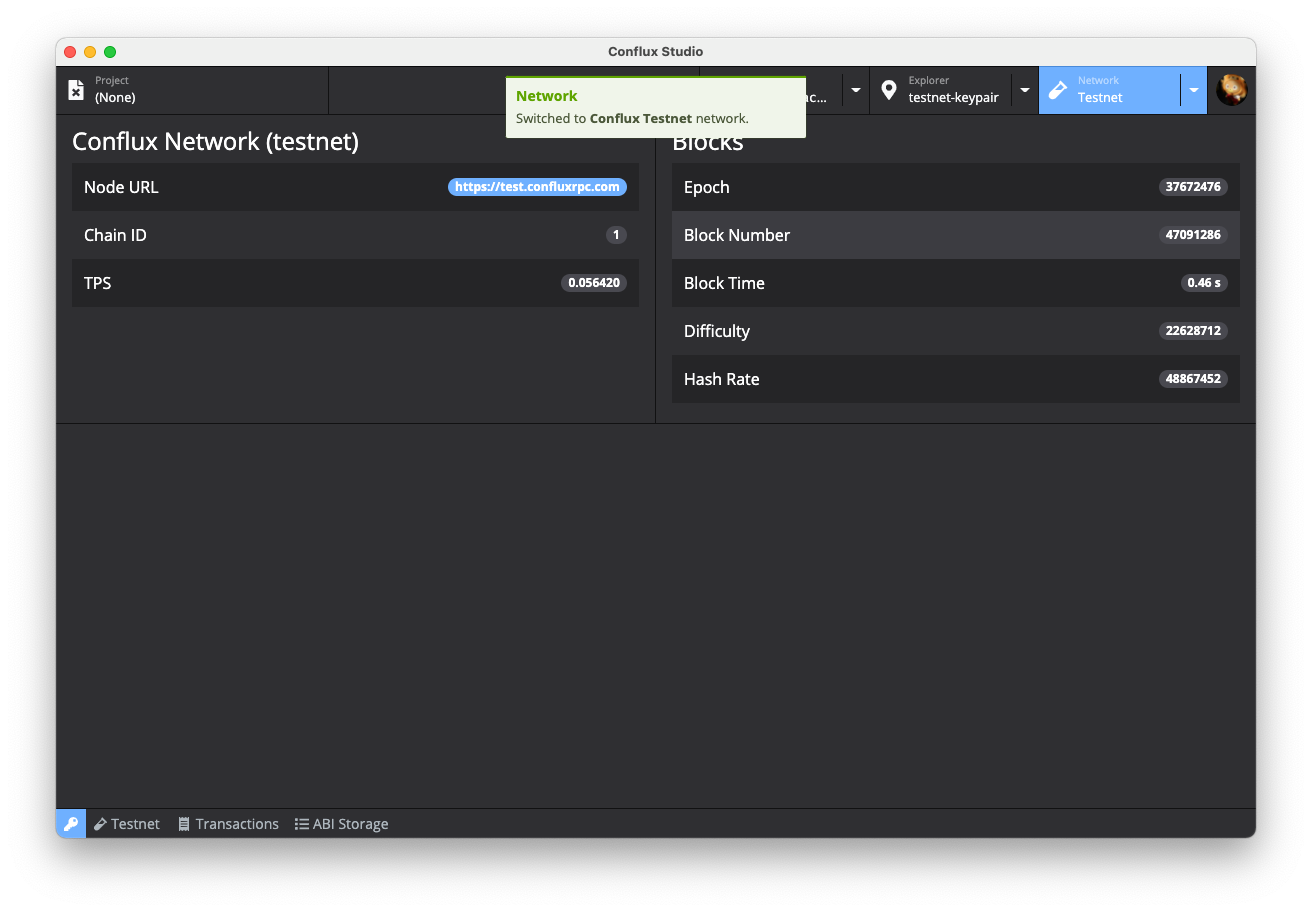 Conflux Studio
Project
(None)
Explorer
testnet-keypair
Network
Testnet
Network
Switched to Conflux Testnet network.
Conflux Network (testnet)
Node URL
https://test.confluxrpc.com
Chain ID
1
TPS
0.056420
Blocks
Epoch
37672476
Block Number
47091286
Block Time
0.46 s
Difficulty
22628712
Hash Rate
48867452
Testnet
Transactions
ABI Storage